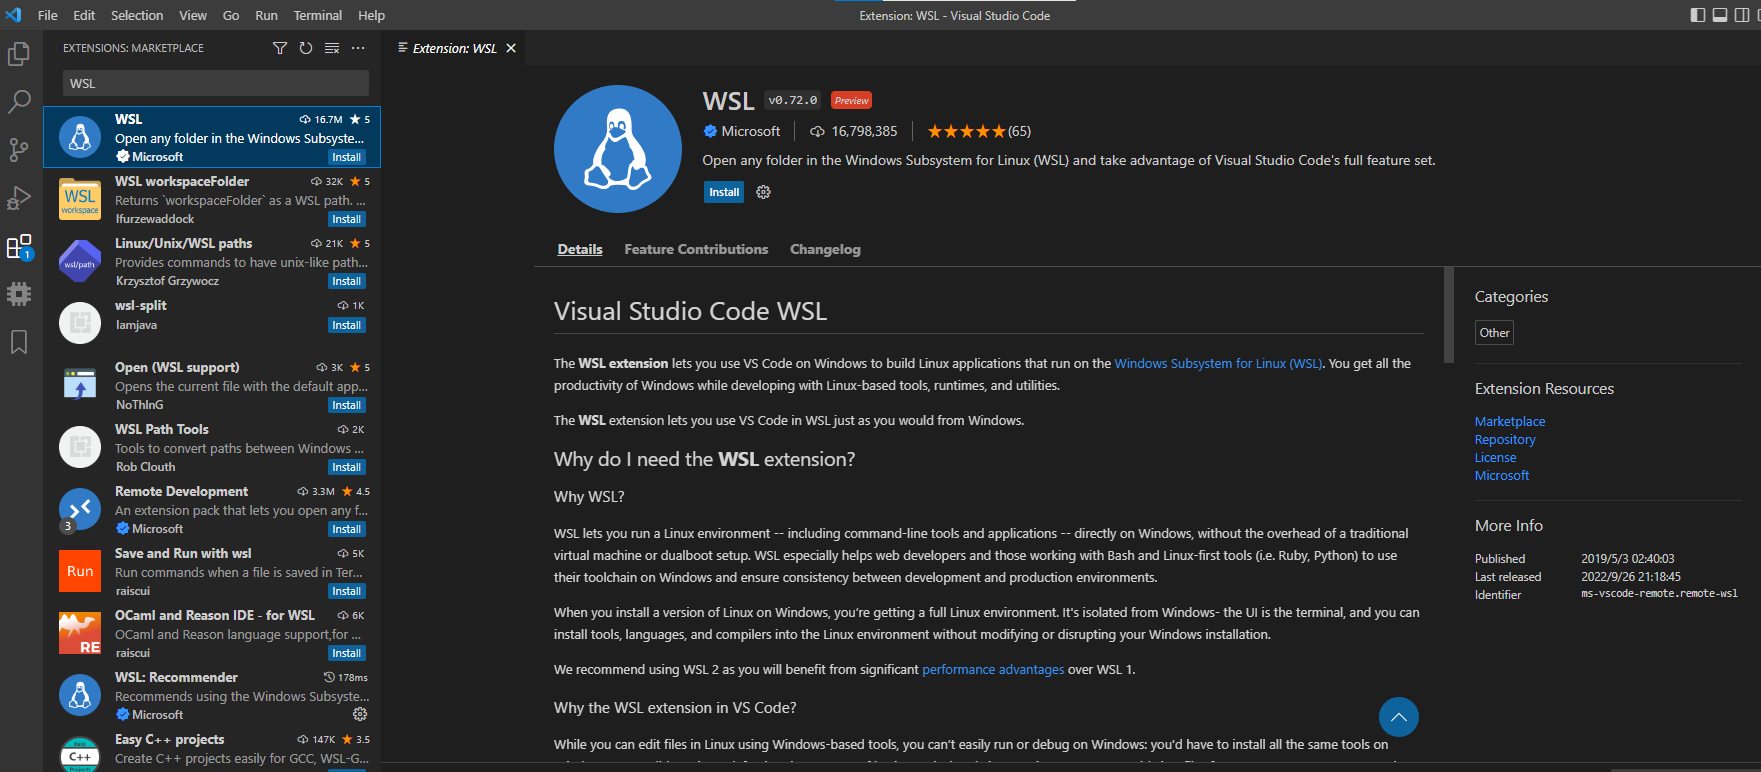 File Edit Selection View Go Run Terminal Help
Extension: WSL - Visual Studio Code
EXTENSIONS: MARKETPLACE
WSL
WSL 16.7M 5
Open any folder in the Windows Subsyste...
Microsoft Install
WSL workspaceFolder 32K 5
WSL workspace
Returns `workspaceFolder` as a WSL path. ...
lfurzewaddock Install
Linux/Unix/WSL paths 21K 5
wsl/path
Provides commands to have unix-like path...
Krzysztof Grzywocz Install
wsl-split 1K
Iamjava Install
Open (WSL support) 3K 5
Opens the current file with the default app...
NoThInG Install
WSL Path Tools 2K
Tools to convert paths between Windows ...
Rob Clouth Install
Remote Development 3.3M 4.5
An extension pack that lets you open any f...
3
Microsoft Install
Save and Run with wsl 5K
Run
Run commands when a file is saved in Ter...
raiscui Install
OCaml and Reason IDE - for WSL 6K
RE
OCaml and Reason language support,for ...
raiscui Install
WSL: Recommender 178ms
Recommends using the Windows Subsyste...
Microsoft
Easy C++ projects 147K 3.5
Easy C++ Projects
Create C++ projects easily for GCC, WSL-G...
1
Extension: WSL
WSL v0.72.0 Preview
Microsoft 16,798,385 (65)
Open any folder in the Windows Subsystem for Linux (WSL) and take advantage of Visual Studio Code's full feature set.
Install
Details Feature Contributions Changelog
Visual Studio Code WSL
The WSL extension lets you use VS Code on Windows to build Linux applications that run on the Windows Subsystem for Linux (WSL). You get all the
productivity of Windows while developing with Linux-based tools, runtimes, and utilities.
The WSL extension lets you use VS Code in WSL just as you would from Windows.
Why do I need the WSL extension?
Why WSL?
WSL lets you run a Linux environment -- including command-line tools and applications -- directly on Windows, without the overhead of a traditional
virtual machine or dualboot setup. WSL especially helps web developers and those working with Bash and Linux-first tools (i.e. Ruby, Python) to use
their toolchain on Windows and ensure consistency between development and production environments.
When you install a version of Linux on Windows, you're getting a full Linux environment. It's isolated from Windows- the UI is the terminal, and you can
install tools, languages, and compilers into the Linux environment without modifying or disrupting your Windows installation.
We recommend using WSL 2 as you will benefit from significant performance advantages over WSL 1.
Why the WSL extension in VS Code?
While you can edit files in Linux using Windows-based tools, you can't easily run or debug on Windows: you'd have to install all the same tools on
Categories
Other
Extension Resources
Marketplace
Repository
License
Microsoft
More Info
Published 2019/5/3 02:40:03
Last released 2022/9/26 21:18:45
Identifier ms-vscode-remote.remote-wsl